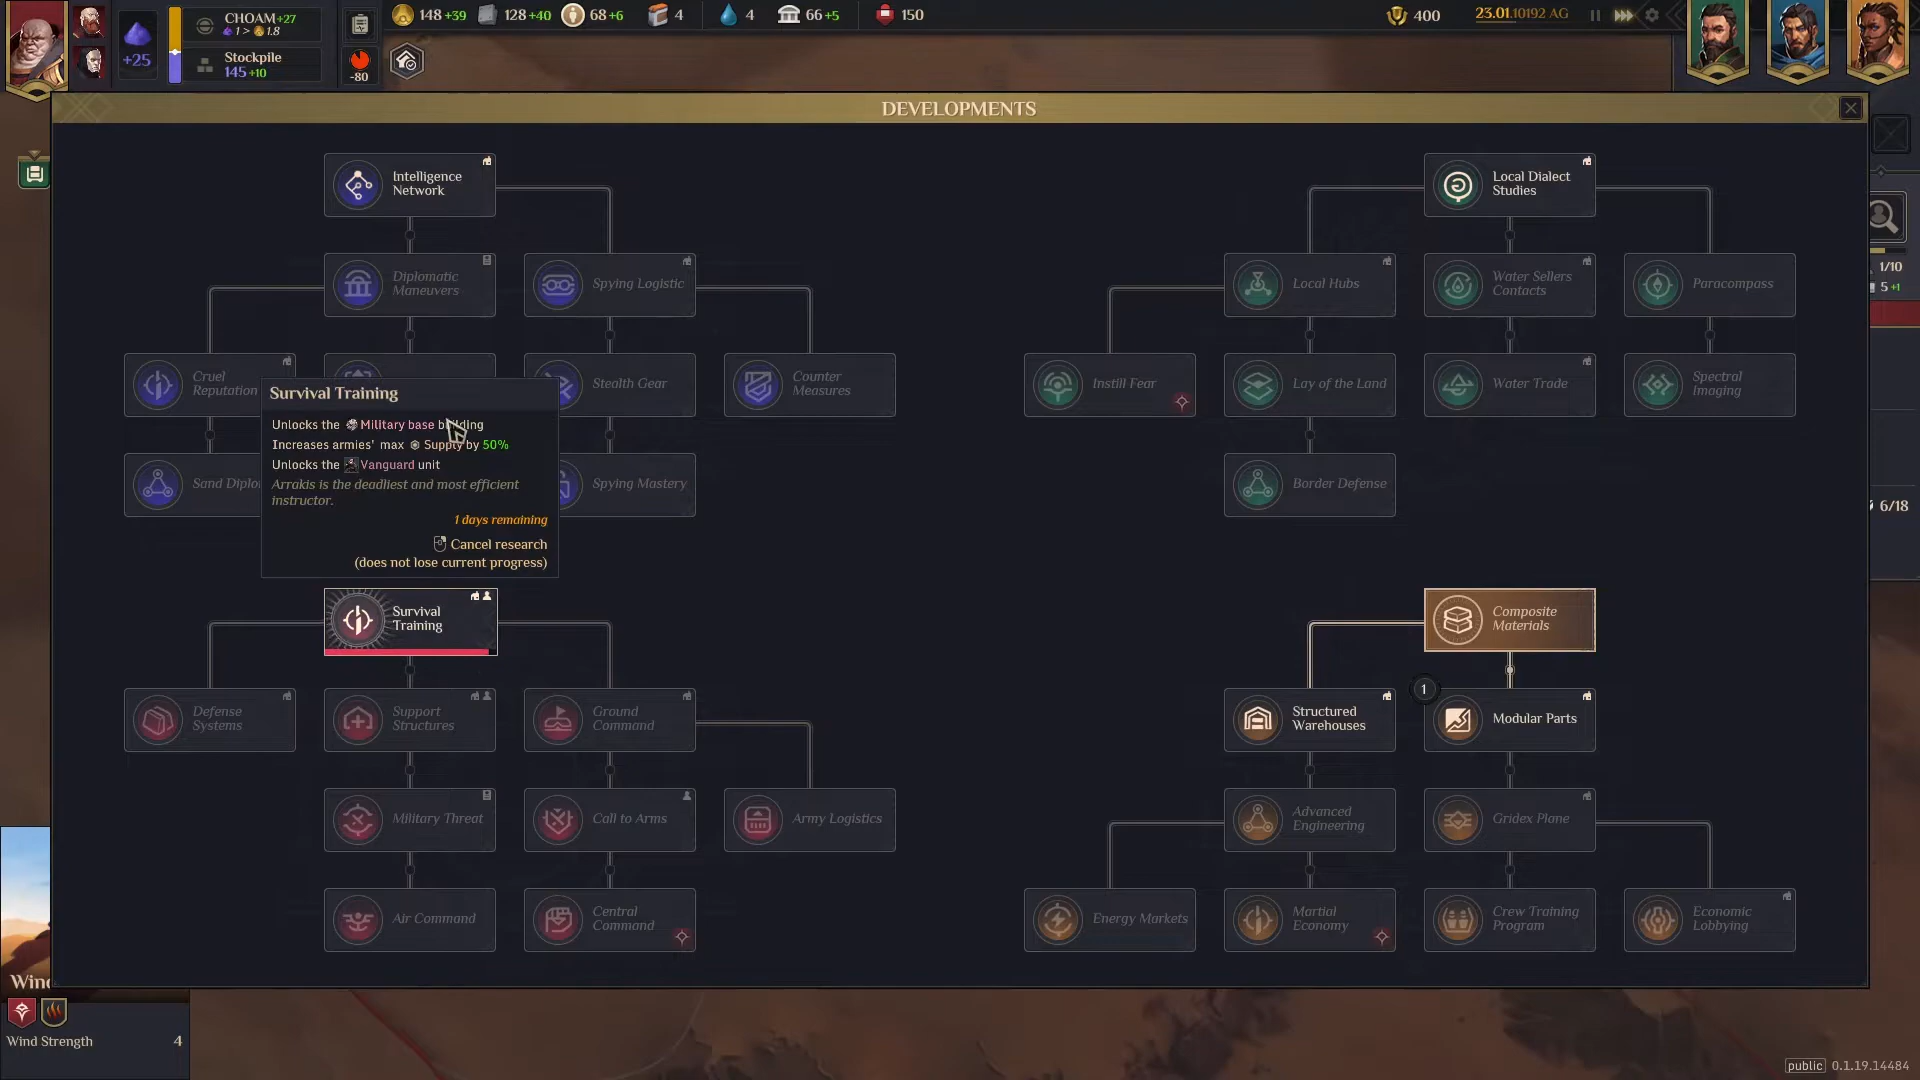 CHOAM +27
1 > 1.8
+25
Stockpile
145 +10
-80
148 +39
128 +40
68 +6
4
4
66 +5
150
400
23.01.10192 AG
DEVELOPMENTS
Intelligence
Network
Local Dialect
Studies
Diplomatic
Maneuvers
Spying Logistic
Local Hubs
Water Sellers
Contacts
Paracompass
1/10
5 +1
Cruel
Reputation
Stealth Gear
Counter
Measures
Instill Fear
Lay of the Land
Water Trade
Spectral
Imaging
Survival Training
Unlocks the Military base building
Increases armies' max Supply by 50%
Unlocks the Vanguard unit
Arrakis is the deadliest and most efficient
instructor.
1 days remaining
Cancel research
(does not lose current progress)
Sand Diplo
Spying Mastery
Border Defense
6/18
Survival
Training
Composite
Materials
Defense
Systems
Support
Structures
Ground
Command
Structured
Warehouses
1
Modular Parts
Military Threat
Call to Arms
Army Logistics
Advanced
Engineering
Gridex Plane
Air Command
Central
Command
Energy Markets
Martial
Economy
Crew Training
Program
Economic
Lobbying
Wind
Wind Strength 4
public 0.1.19.14484